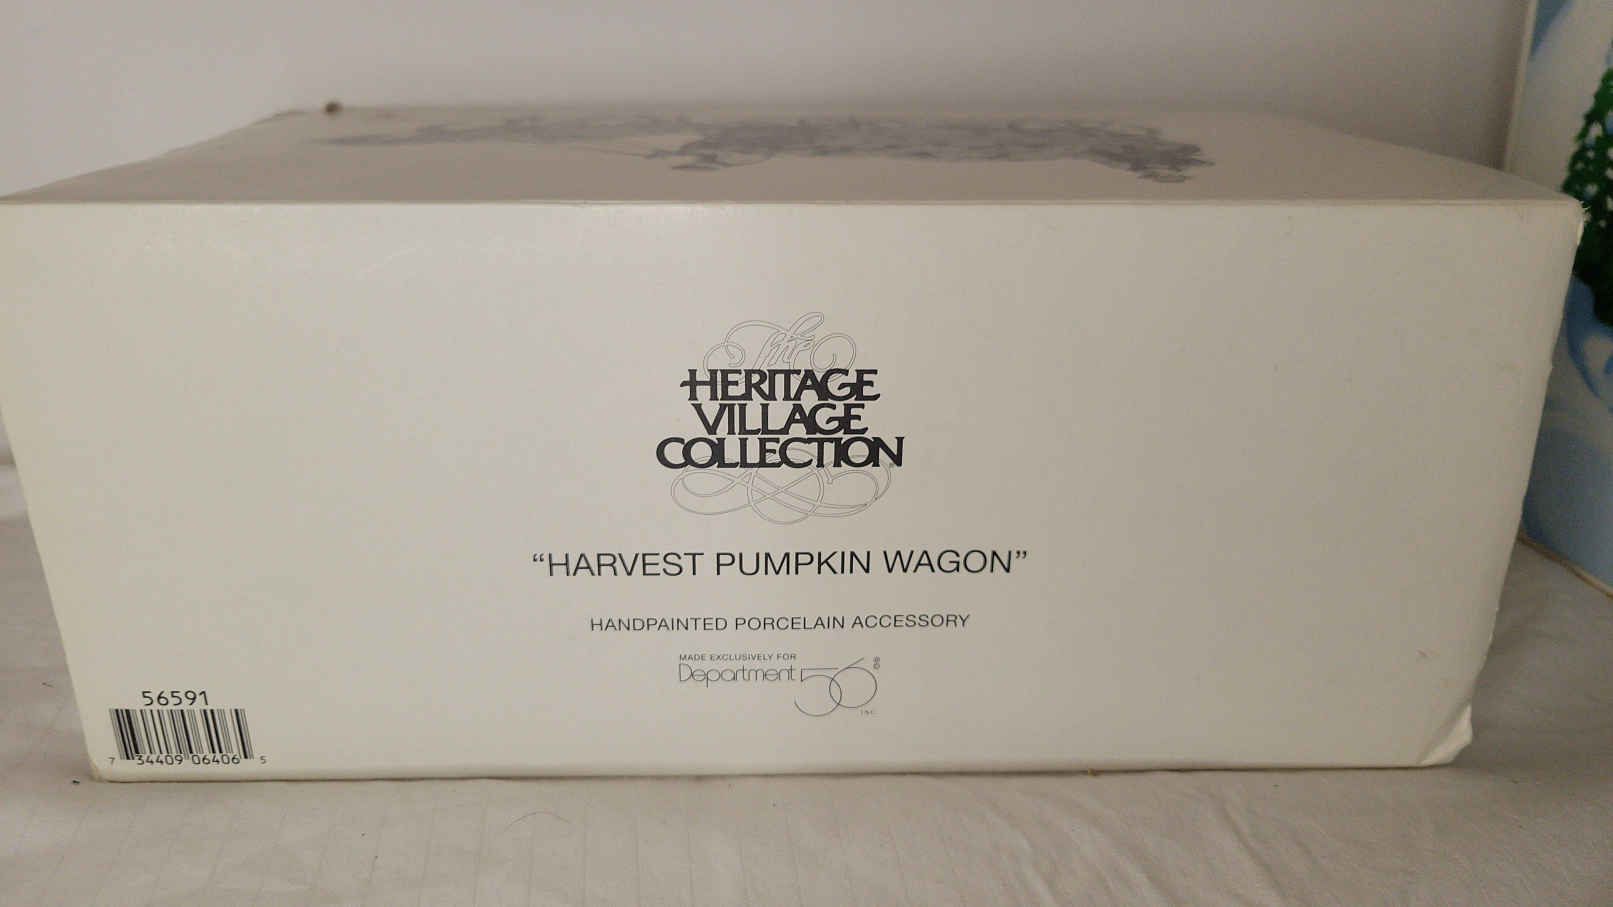 The
HERITAGE
VILLAGE
COLLECTION
“HARVEST PUMPKIN WAGON”
HANDPAINTED PORCELAIN ACCESSORY
MADE EXCLUSIVELY FOR
Department 56®
INC.
56591
7 34409 06406 5